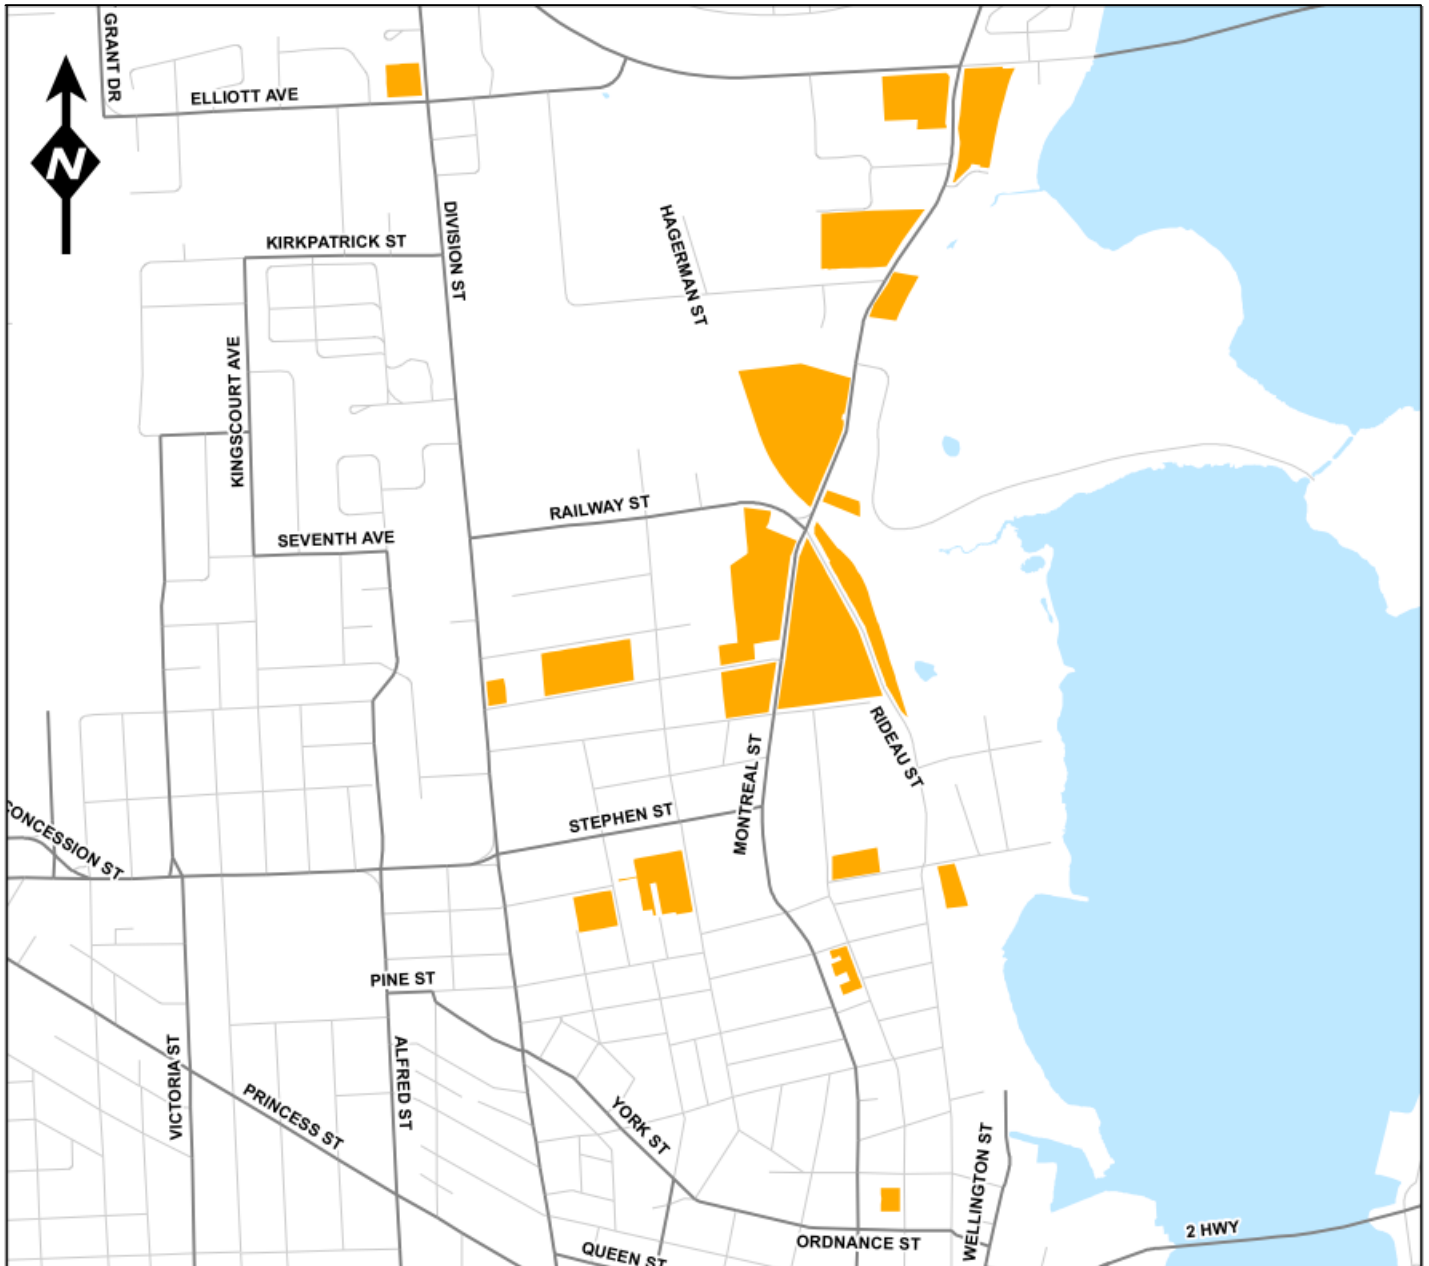 GRANT DR
ELLIOTT AVE
N
DIVISION ST
HAGERMAN ST
KIRKPATRICK ST
KINGSCOURT AVE
RAILWAY ST
SEVENTH AVE
RIDEAU ST
MONTREAL ST
STEPHEN ST
CONCESSION ST
PINE ST
VICTORIA ST
ALFRED ST
PRINCESS ST
YORK ST
WELLINGTON ST
2 HWY
ORDNANCE ST
QUEEN ST